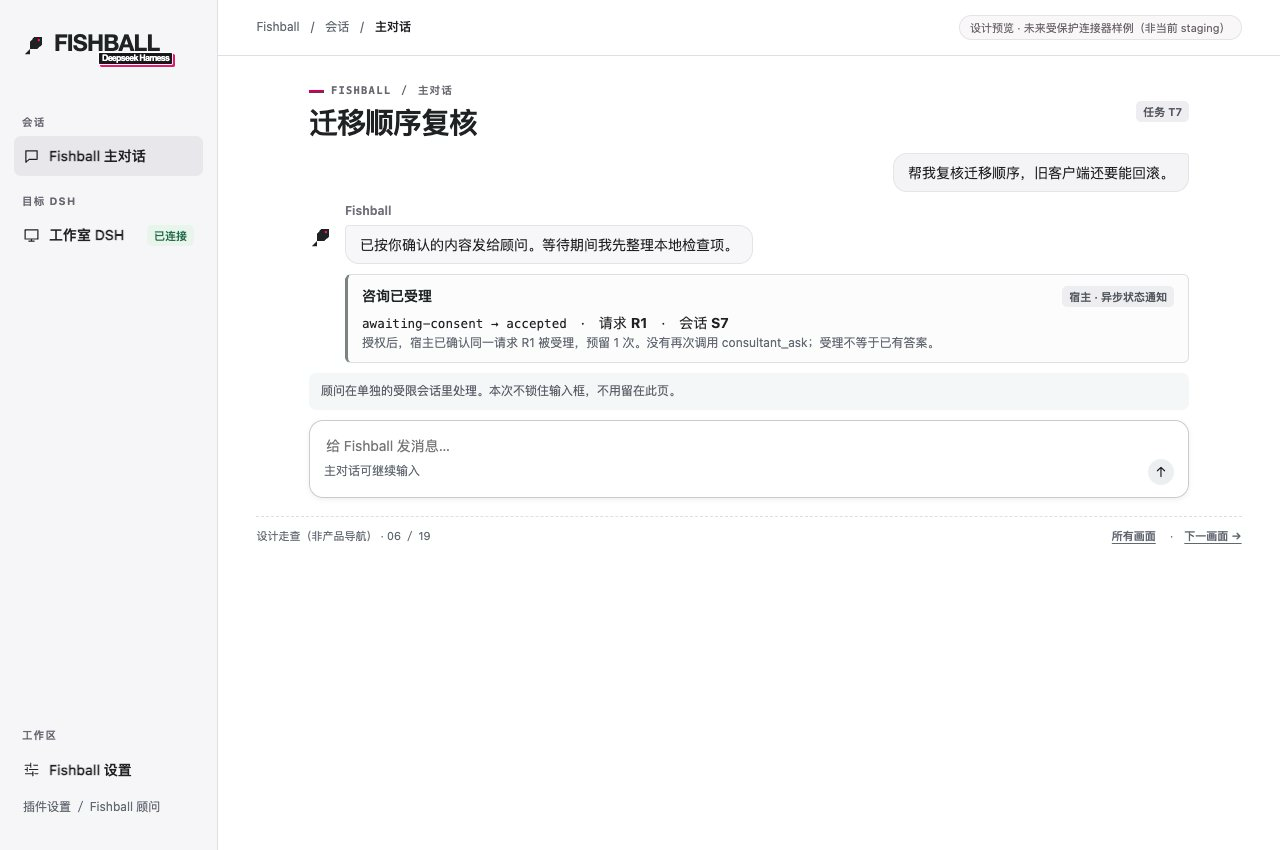 FISHBALL
Deepseek Harness
会话
Fishball 主对话
目标 DSH
工作室 DSH 已连接
工作区
Fishball 设置
插件设置 / Fishball 顾问
Fishball / 会话 / 主对话
设计预览 · 未来受保护连接器样例（非当前 staging）
FISHBALL / 主对话
迁移顺序复核
任务 T7
帮我复核迁移顺序，旧客户端还要能回滚。
Fishball
已按你确认的内容发给顾问。等待期间我先整理本地检查项。
咨询已受理
宿主 · 异步状态通知
awaiting-consent → accepted · 请求 R1 · 会话 S7
授权后，宿主已确认同一请求 R1 被受理，预留 1 次。没有再次调用 consultant_ask；受理不等于已有答案。
顾问在单独的受限会话里处理。本次不锁住输入框，不用留在此页。
给 Fishball 发消息...
主对话可继续输入
设计走查（非产品导航） · 06 / 19
所有画面 · 下一画面 →